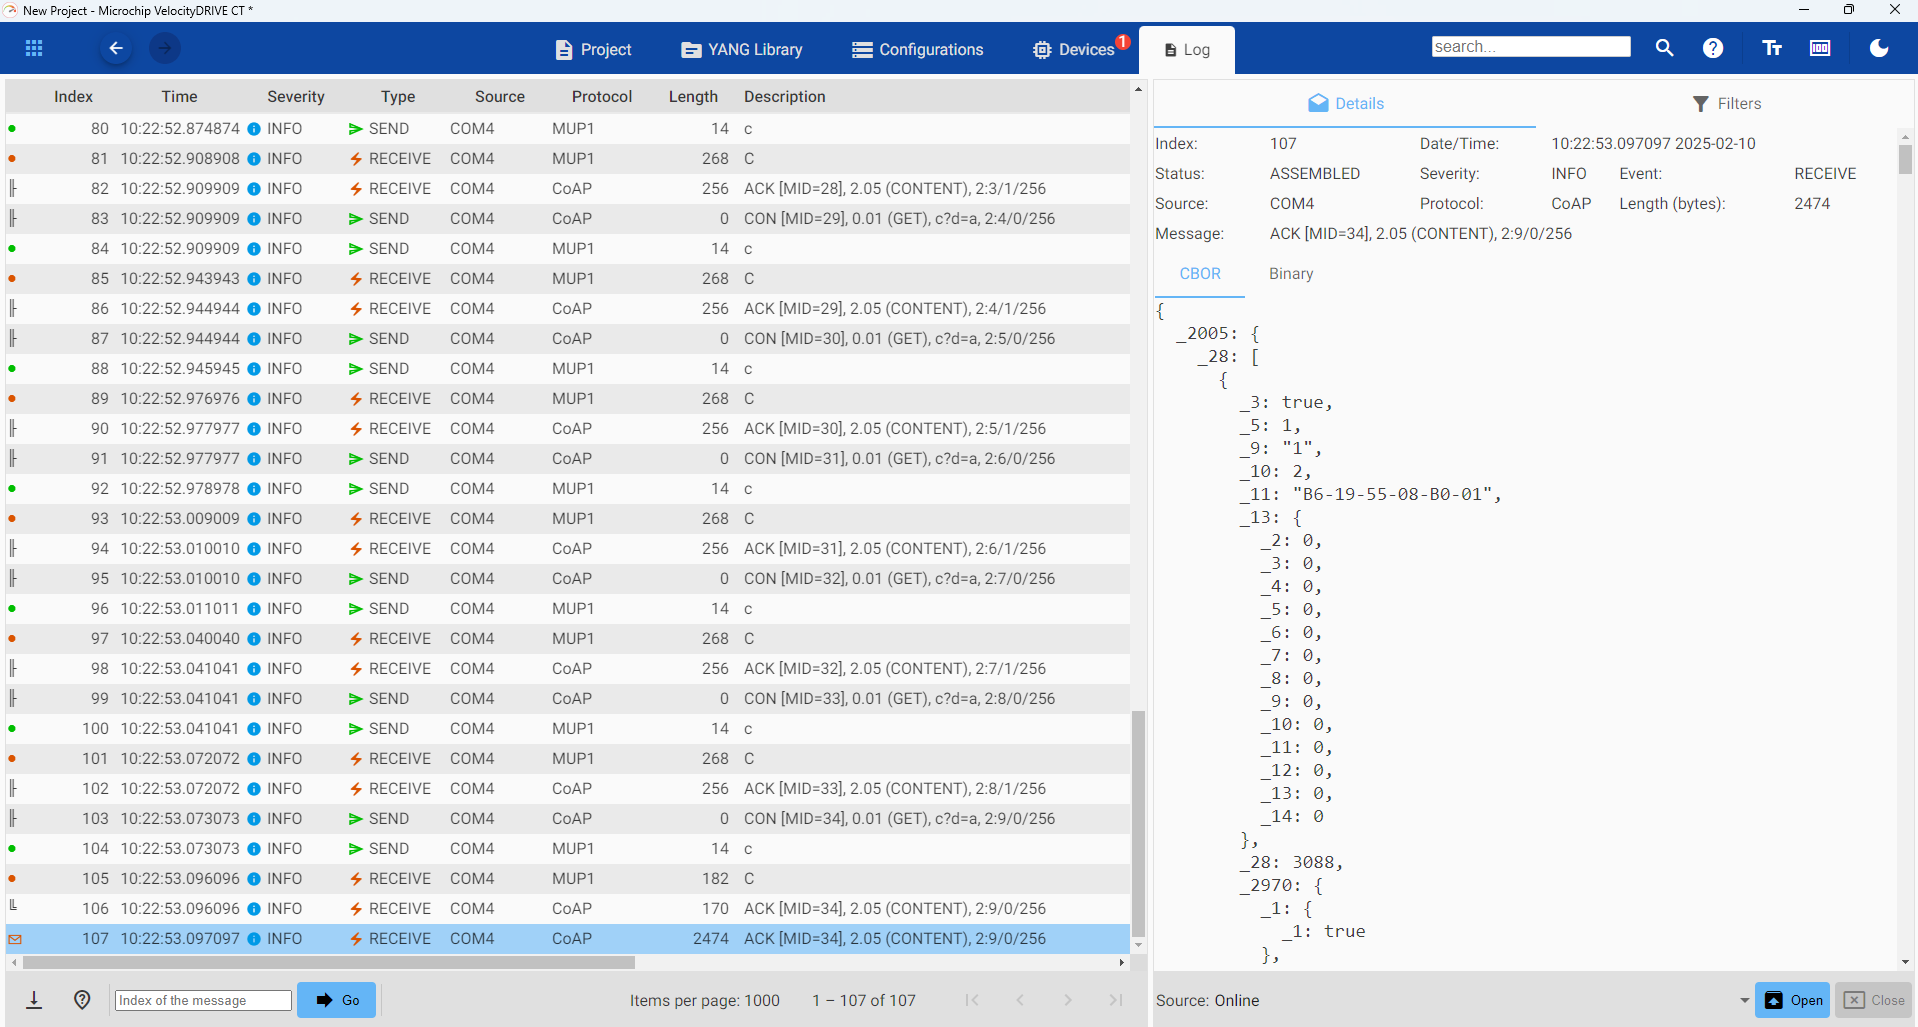 New Project - Microchip VelocityDRIVE CT *
Project YANG Library Configurations Devices 1 Log search...
Index Time Severity Type Source Protocol Length Description
80 10:22:52.874874 INFO SEND COM4 MUP1 14 c
81 10:22:52.908908 INFO RECEIVE COM4 MUP1 268 C
82 10:22:52.909909 INFO RECEIVE COM4 CoAP 256 ACK [MID=28], 2.05 (CONTENT), 2:3/1/256
83 10:22:52.909909 INFO SEND COM4 CoAP 0 CON [MID=29], 0.01 (GET), c?d=a, 2:4/0/256
84 10:22:52.909909 INFO SEND COM4 MUP1 14 c
85 10:22:52.943943 INFO RECEIVE COM4 MUP1 268 C
86 10:22:52.944944 INFO RECEIVE COM4 CoAP 256 ACK [MID=29], 2.05 (CONTENT), 2:4/1/256
87 10:22:52.944944 INFO SEND COM4 CoAP 0 CON [MID=30], 0.01 (GET), c?d=a, 2:5/0/256
88 10:22:52.945945 INFO SEND COM4 MUP1 14 c
89 10:22:52.976976 INFO RECEIVE COM4 MUP1 268 C
90 10:22:52.977977 INFO RECEIVE COM4 CoAP 256 ACK [MID=30], 2.05 (CONTENT), 2:5/1/256
91 10:22:52.977977 INFO SEND COM4 CoAP 0 CON [MID=31], 0.01 (GET), c?d=a, 2:6/0/256
92 10:22:52.978978 INFO SEND COM4 MUP1 14 c
93 10:22:53.009009 INFO RECEIVE COM4 MUP1 268 C
94 10:22:53.010010 INFO RECEIVE COM4 CoAP 256 ACK [MID=31], 2.05 (CONTENT), 2:6/1/256
95 10:22:53.010010 INFO SEND COM4 CoAP 0 CON [MID=32], 0.01 (GET), c?d=a, 2:7/0/256
96 10:22:53.011011 INFO SEND COM4 MUP1 14 c
97 10:22:53.040040 INFO RECEIVE COM4 MUP1 268 C
98 10:22:53.041041 INFO RECEIVE COM4 CoAP 256 ACK [MID=32], 2.05 (CONTENT), 2:7/1/256
99 10:22:53.041041 INFO SEND COM4 CoAP 0 CON [MID=33], 0.01 (GET), c?d=a, 2:8/0/256
100 10:22:53.041041 INFO SEND COM4 MUP1 14 c
101 10:22:53.072072 INFO RECEIVE COM4 MUP1 268 C
102 10:22:53.072072 INFO RECEIVE COM4 CoAP 256 ACK [MID=33], 2.05 (CONTENT), 2:8/1/256
103 10:22:53.073073 INFO SEND COM4 CoAP 0 CON [MID=34], 0.01 (GET), c?d=a, 2:9/0/256
104 10:22:53.073073 INFO SEND COM4 MUP1 14 c
105 10:22:53.096096 INFO RECEIVE COM4 MUP1 182 C
106 10:22:53.096096 INFO RECEIVE COM4 CoAP 170 ACK [MID=34], 2.05 (CONTENT), 2:9/0/256
107 10:22:53.097097 INFO RECEIVE COM4 CoAP 2474 ACK [MID=34], 2.05 (CONTENT), 2:9/0/256
Index of the message Go Items per page: 1000 1 – 107 of 107
Details Filters
Index: 107 Date/Time: 10:22:53.097097 2025-02-10
Status: ASSEMBLED Severity: INFO Event: RECEIVE
Source: COM4 Protocol: CoAP Length (bytes): 2474
Message: ACK [MID=34], 2.05 (CONTENT), 2:9/0/256
CBOR Binary
{
_2005: {
_28: [
{
_3: true,
_5: 1,
_9: "1",
_10: 2,
_11: "B6-19-55-08-B0-01",
_13: {
_2: 0,
_3: 0,
_4: 0,
_5: 0,
_6: 0,
_7: 0,
_8: 0,
_9: 0,
_10: 0,
_11: 0,
_12: 0,
_13: 0,
_14: 0
},
_28: 3088,
_2970: {
_1: {
_1: true
},
Source: Online Open Close